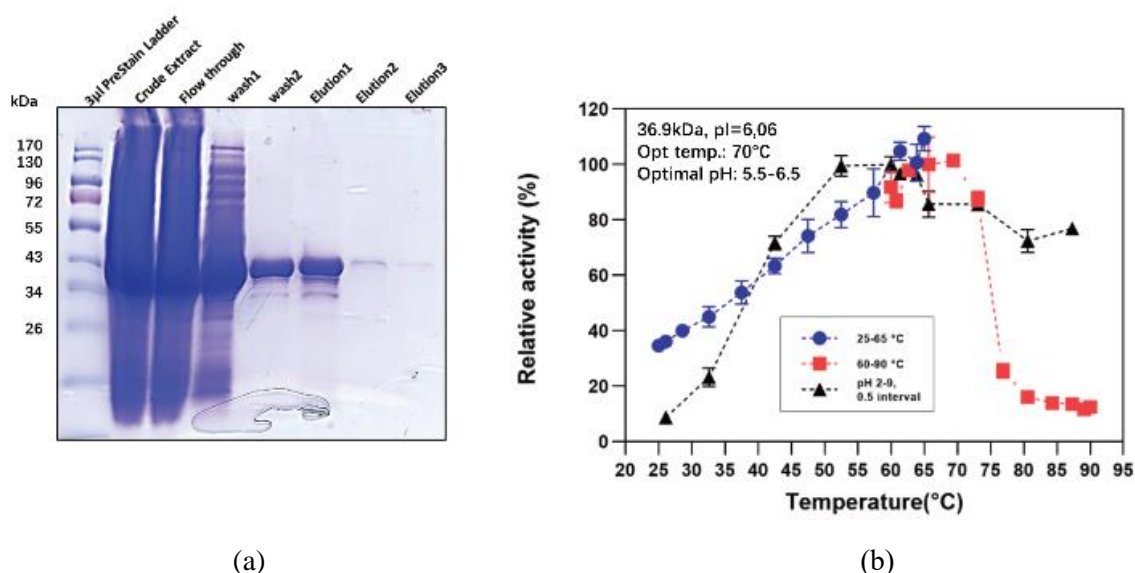 3µl PreStain Ladder
Crude Extract
Flow through
wash1
wash2
Elution1
Elution2
Elution3
kDa
170
130
96
72
55
43
34
26
(a)
120
100
80
60
40
20
0
Relative activity (%)
36.9kDa, pI=6,06
Opt temp.: 70°C
Optimal pH: 5.5-6.5
25-65 °C
60-90 °C
pH 2-9,
0.5 interval
20 25 30 35 40 45 50 55 60 65 70 75 80 85 90 95
Temperature(°C)
(b)